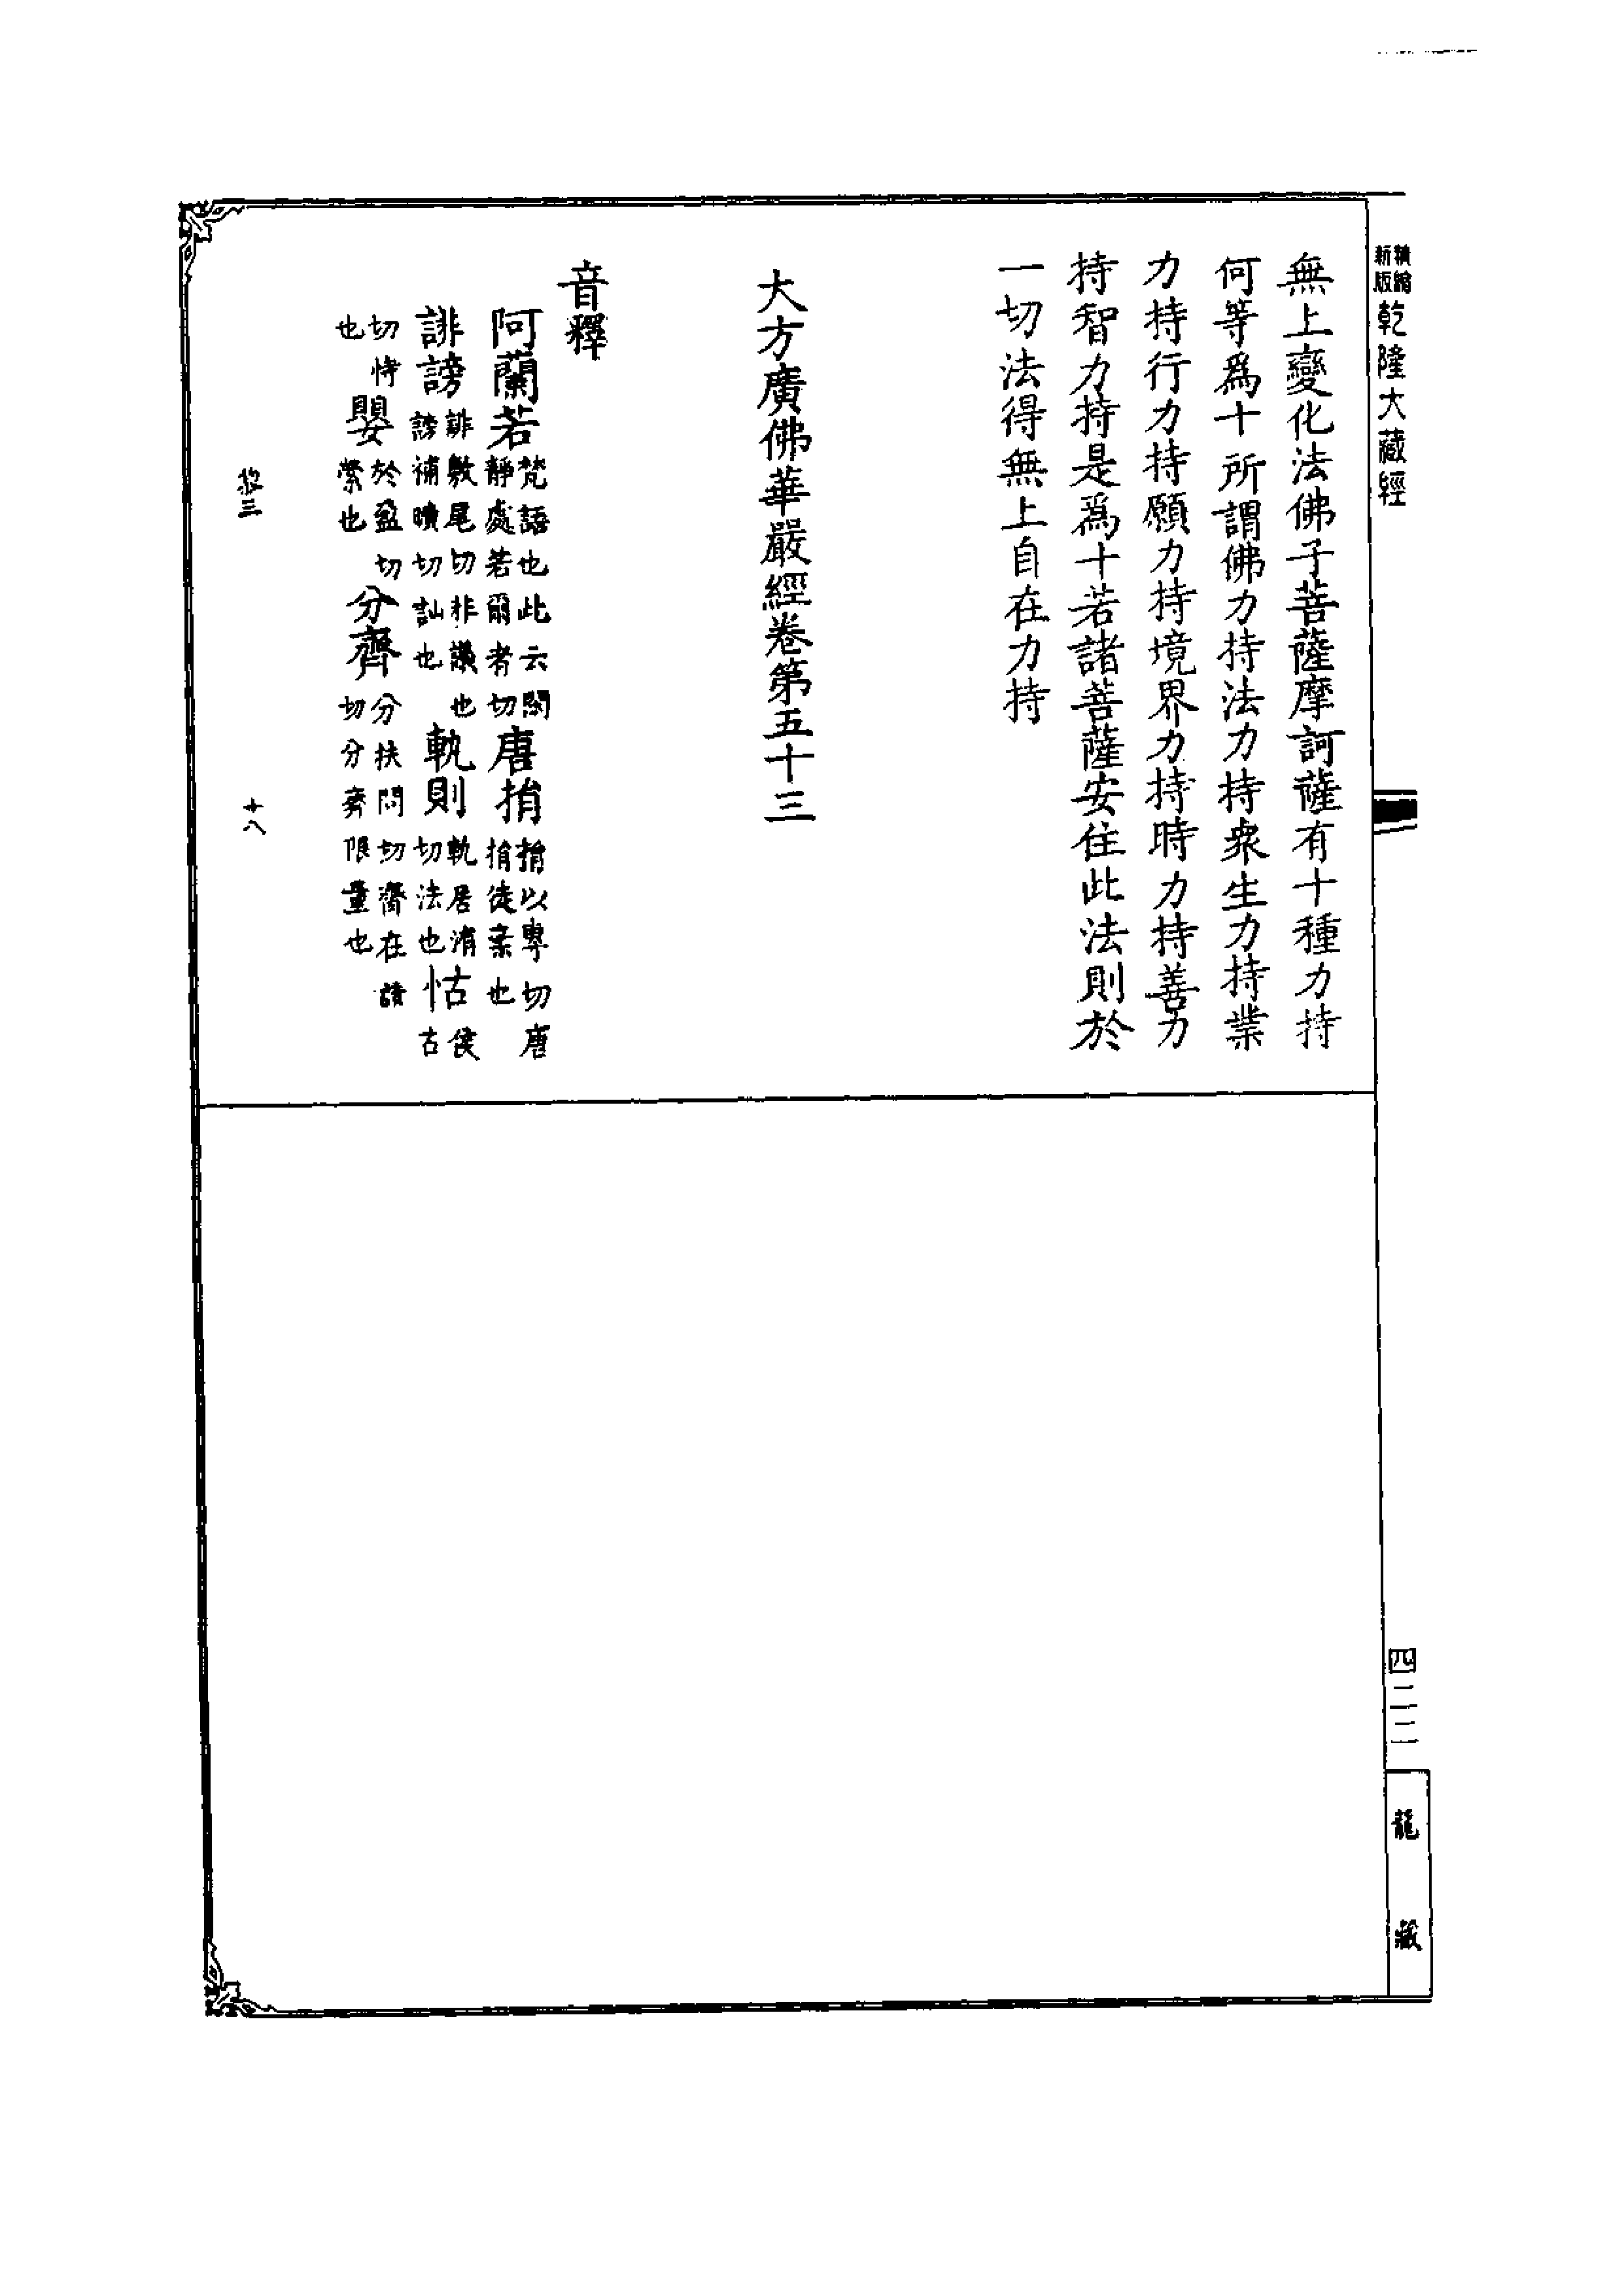 新版
乾隆大藏經
無上變化法佛子菩薩摩訶薩有十種力持
何等爲十所謂佛力持法力持衆生力持業
力持行力持願力持境界力持時力持善力
持智力持是爲十若諸菩薩安住此法則於
一切法得無上自在力持
大方廣佛華嚴經卷第五十三
音釋
阿蘭若梵語也此云閑靜處若爾者切唐捐捐以專切唐捐徒棄也
誹謗誹敷尾切非議也謗補曠切訕也軌則軌居洧切法也怙侯古
切恃也嬰於盈切縈也分齊分扶問切齊在詣切分齊限量也
三
十八
四二二
龍藏